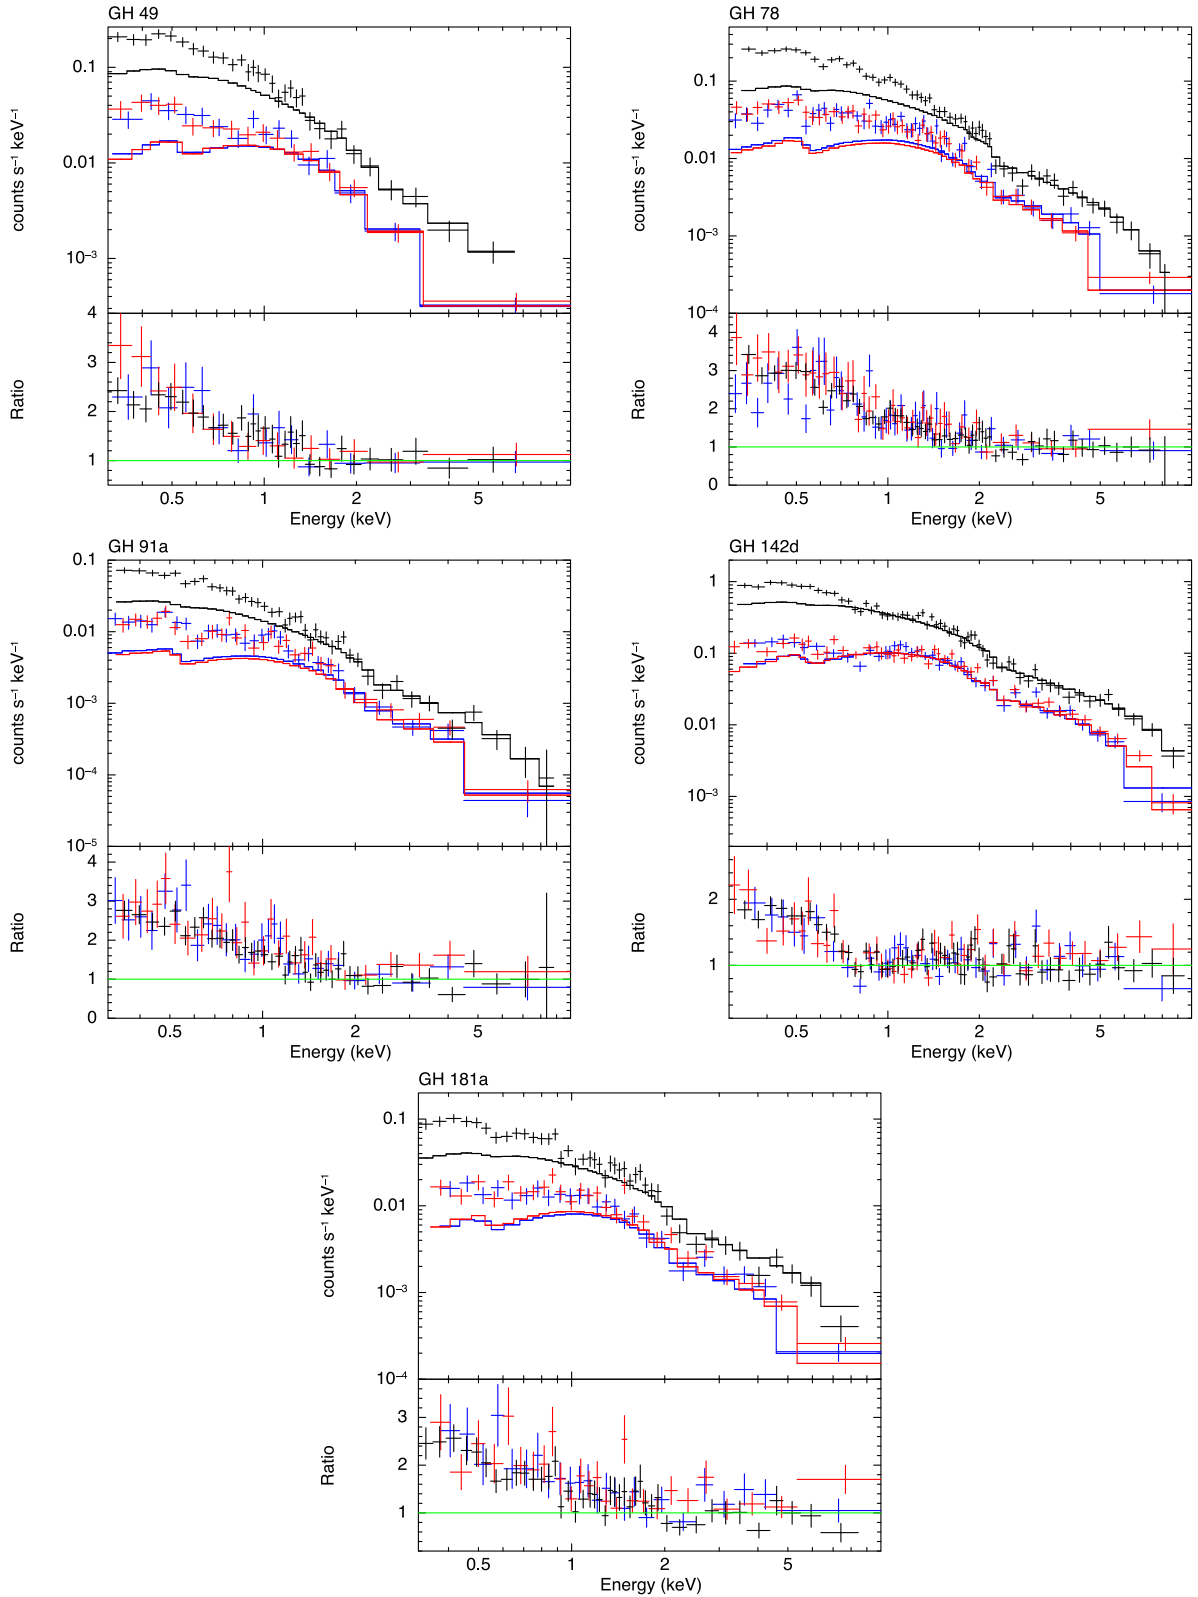 GH 49
counts s⁻¹ keV⁻¹
0.1
0.01
10⁻³
4
3
2
1
Ratio
0.5 1 2 5
Energy (keV)
GH 78
counts s⁻¹ keV⁻¹
0.1
0.01
10⁻³
10⁻⁴
4
3
2
1
0
Ratio
0.5 1 2 5
Energy (keV)
GH 91a
counts s⁻¹ keV⁻¹
0.1
0.01
10⁻³
10⁻⁴
10⁻⁵
4
3
2
1
0
Ratio
0.5 1 2 5
Energy (keV)
GH 142d
counts s⁻¹ keV⁻¹
1
0.1
0.01
10⁻³
2
1
Ratio
0.5 1 2 5
Energy (keV)
GH 181a
counts s⁻¹ keV⁻¹
0.1
0.01
10⁻³
10⁻⁴
3
2
1
Ratio
0.5 1 2 5
Energy (keV)